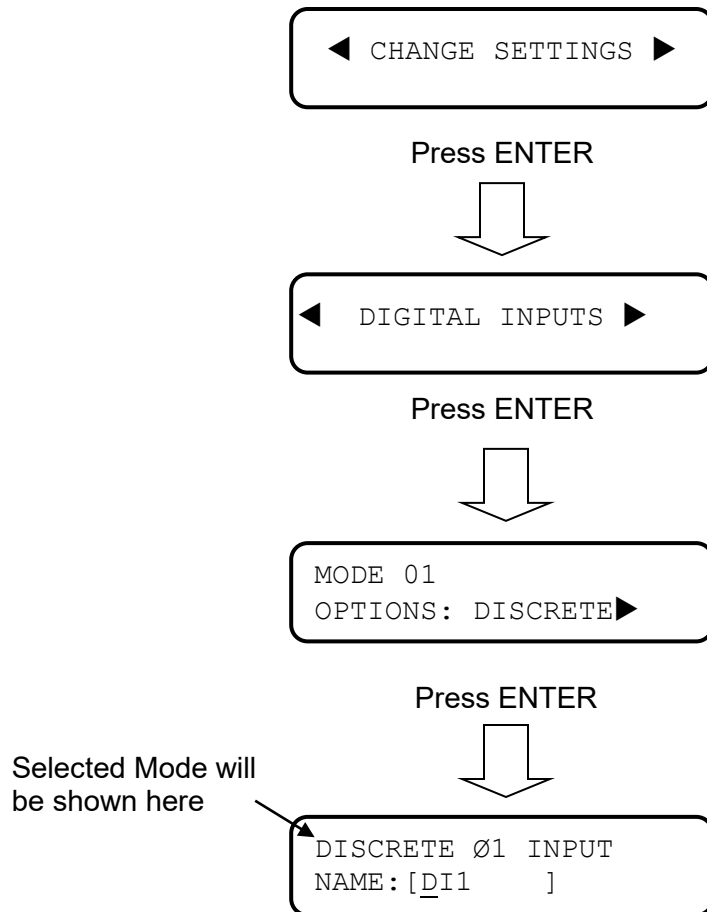 ◀ CHANGE SETTINGS ▶
Press ENTER
◀ DIGITAL INPUTS ▶
Press ENTER
MODE 01
OPTIONS: DISCRETE▶
Press ENTER
Selected Mode will
be shown here
DISCRETE Ø1 INPUT
NAME:[DI1     ]